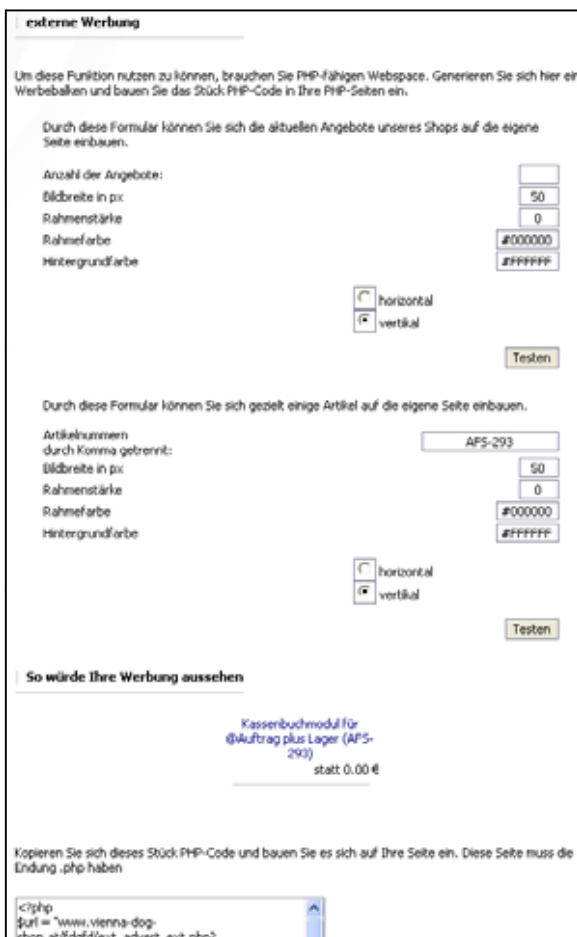 externe Werbung
Um diese Funktion nutzen zu können, brauchen Sie PHP-fähigen Webspace. Generieren Sie sich hier ein
Werbebalken und bauen Sie das Stück PHP-Code in Ihre PHP-Seiten ein.
Durch diese Formular können Sie sich die aktuellen Angebote unseres Shops auf die eigene
Seite einbauen.
Anzahl der Angebote:
Bildbreite in px 50
Rahmenstärke 0
Rahmefarbe #000000
Hintergrundfarbe #FFFFFF
horizontal
vertikal
Testen
Durch diese Formular können Sie sich gezielt einige Artikel auf die eigene Seite einbauen.
Artikelnummern
durch Komma getrennt: AFS-293
Bildbreite in px 50
Rahmenstärke 0
Rahmefarbe #000000
Hintergrundfarbe #FFFFFF
horizontal
vertikal
Testen
So würde Ihre Werbung aussehen
Kassenbuchmodul für
@Auftrag plus Lager (AFS-
293)
statt 0.00 €
Kopieren Sie sich dieses Stück PHP-Code und bauen Sie es sich auf Ihre Seite ein. Diese Seite muss die
Endung .php haben
<?php
$url = "www.vienna-dog-